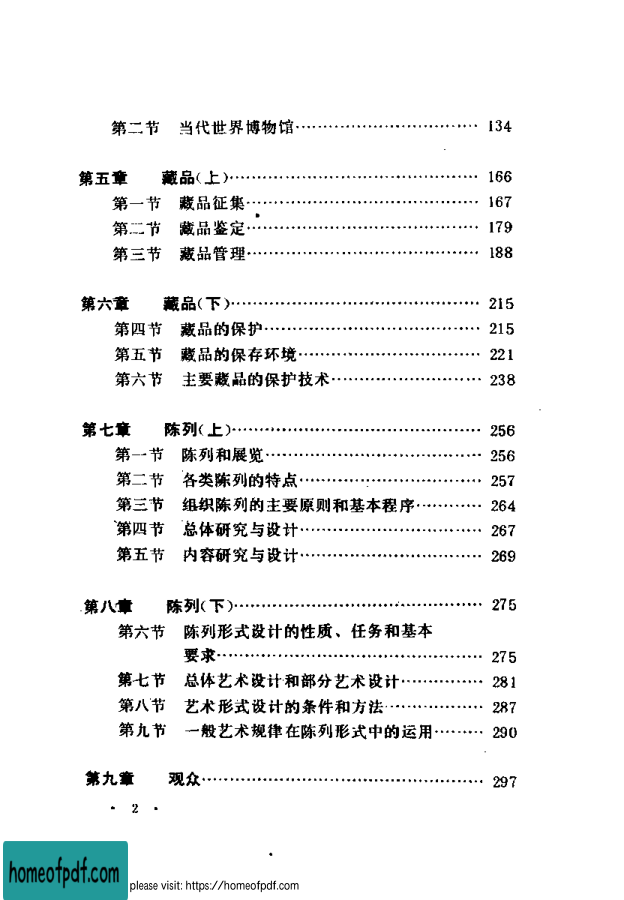 第二节 当代世界博物馆…………………………… 134
第五章 藏品(上)……………………………………… 166
第一节 藏品征集…………………………………… 167
第二节 藏品鉴定…………………………………… 179
第三节 藏品管理…………………………………… 188
第六章 藏品(下)……………………………………… 215
第四节 藏品的保护………………………………… 215
第五节 藏品的保存环境…………………………… 221
第六节 主要藏品的保护技术……………………… 238
第七章 陈列(上)……………………………………… 256
第一节 陈列和展览………………………………… 256
第二节 各类陈列的特点…………………………… 257
第三节 组织陈列的主要原则和基本程序………… 264
第四节 总体研究与设计…………………………… 267
第五节 内容研究与设计…………………………… 269
第八章 陈列(下)……………………………………… 275
第六节 陈列形式设计的性质、任务和基本
要求………………………………………… 275
第七节 总体艺术设计和部分艺术设计…………… 281
第八节 艺术形式设计的条件和方法……………… 287
第九节 一般艺术规律在陈列形式中的运用……… 290
第九章 观众…………………………………………… 297
· 2 ·
homeofpdf.com
please visit: https://homeofpdf.com